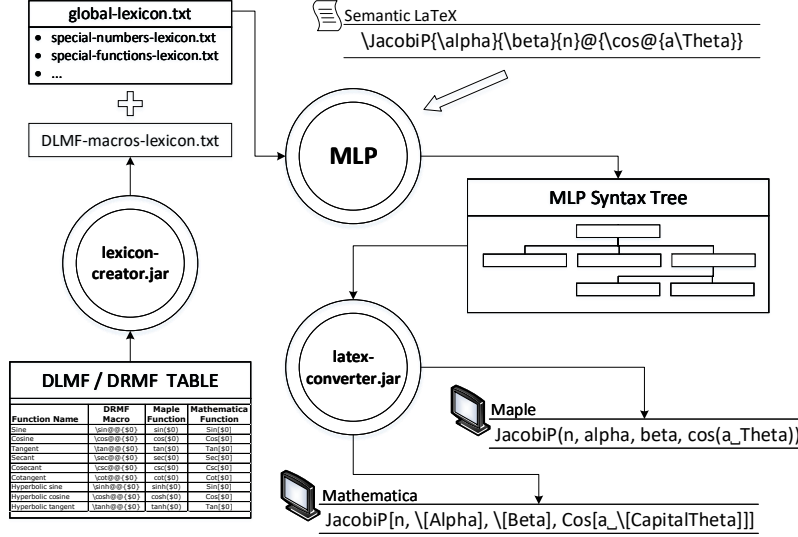 global-lexicon.txt
• special-numbers-lexicon.txt
• special-functions-lexicon.txt
• ...
DLMF-macros-lexicon.txt
lexicon-
creator.jar
DLMF / DRMF TABLE
Function Name DRMF Macro Maple Function Mathematica Function
Sine \sin@@{$0} sin($0) Sin[$0]
Cosine \cos@@{$0} cos($0) Cos[$0]
Tangent \tan@@{$0} tan($0) Tan[$0]
Secant \sec@@{$0} sec($0) Sec[$0]
Cosecant \csc@@{$0} csc($0) Csc[$0]
Cotangent \cot@@{$0} cot($0) Cot[$0]
Hyperbolic sine \sinh@@{$0} sinh($0) Sin[$0]
Hyperbolic cosine \cosh@@{$0} cosh($0) Cos[$0]
Hyperbolic tangent \tanh@@{$0} tanh($0) Tan[$0]
Semantic LaTeX
\JacobiP{\alpha}{\beta}{n}@{\cos@{a\Theta}}
MLP
MLP Syntax Tree
latex-
converter.jar
Maple
JacobiP(n, alpha, beta, cos(a_Theta))
Mathematica
JacobiP[n, \[Alpha], \[Beta], Cos[a_\[CapitalTheta]]]